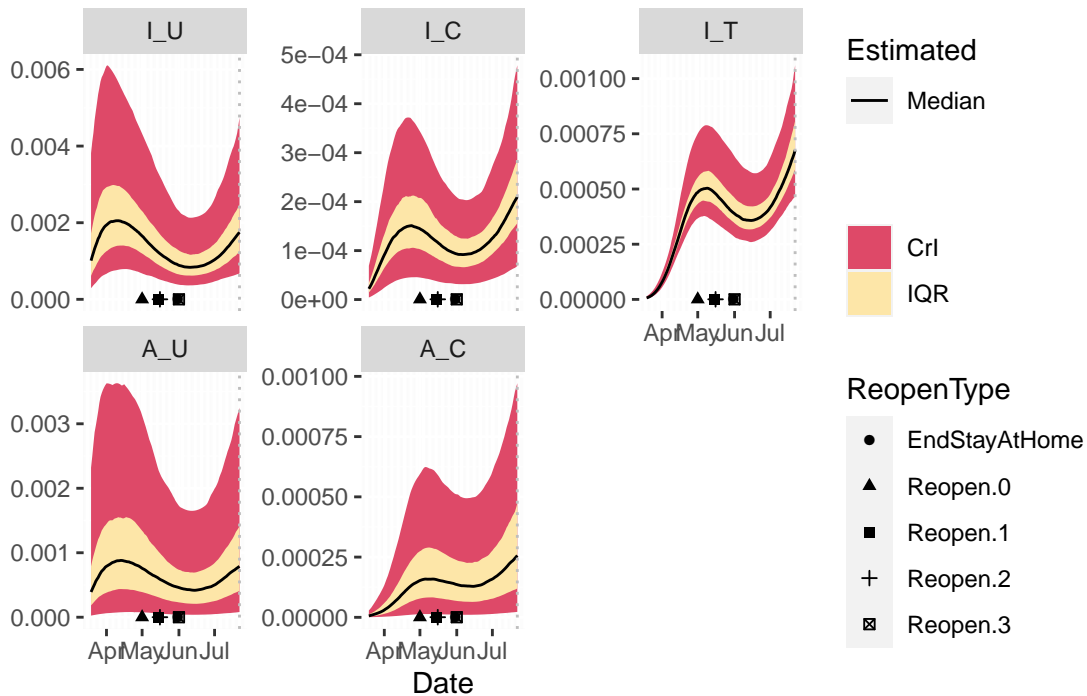 I_U
I_C
I_T
0.006
0.004
0.002
0.000
5e−04
4e−04
3e−04
2e−04
1e−04
0e+00
0.00100
0.00075
0.00050
0.00025
0.00000
Apr May Jun Jul
A_U
A_C
0.003
0.002
0.001
0.000
0.00100
0.00075
0.00050
0.00025
0.00000
Apr May Jun Jul
Apr May Jun Jul
Date
Estimated
Median
CrI
IQR
ReopenType
EndStayAtHome
Reopen.0
Reopen.1
Reopen.2
Reopen.3